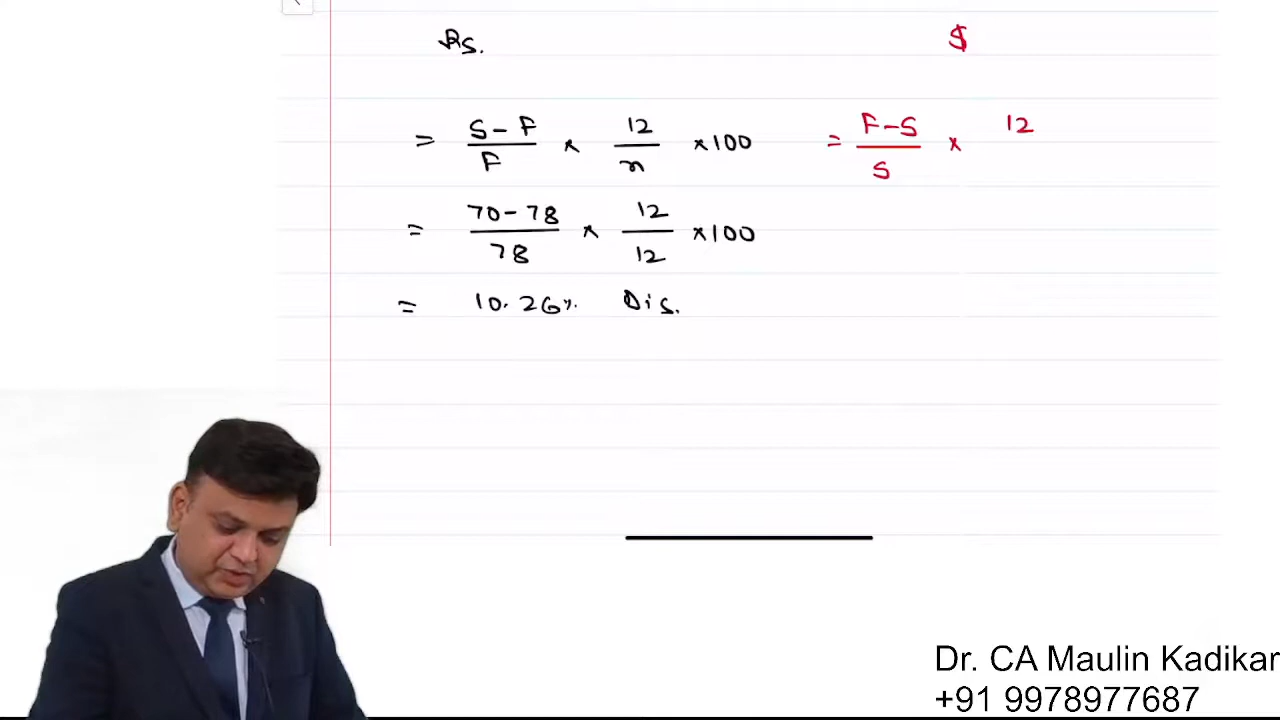 Rs. $
= S-F/F × 12/n ×100 = F-S/S × 12
= 70-78/78 × 12/12 ×100
= 10.26% Dis.
Dr. CA Maulin Kadikar
+91 9978977687